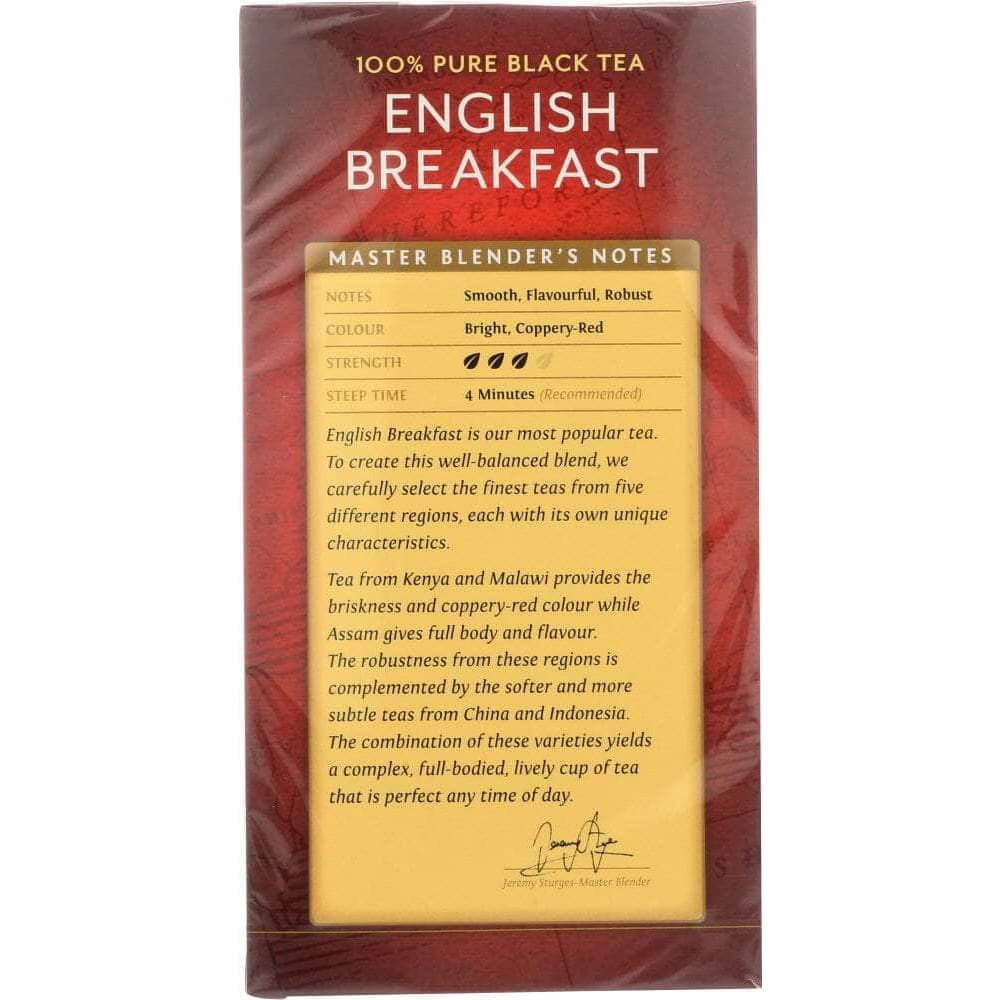 100% PURE BLACK TEA
ENGLISH
BREAKFAST
HEREFOR
MASTER BLENDER'S NOTES
NOTES Smooth, Flavourful, Robust
COLOUR Bright, Coppery-Red
STRENGTH
STEEP TIME 4 Minutes (Recommended)
English Breakfast is our most popular tea.
To create this well-balanced blend, we
carefully select the finest teas from five
different regions, each with its own unique
characteristics.
Tea from Kenya and Malawi provides the
briskness and coppery-red colour while
Assam gives full body and flavour.
The robustness from these regions is
complemented by the softer and more
subtle teas from China and Indonesia.
The combination of these varieties yields
a complex, full-bodied, lively cup of tea
that is perfect any time of day.
Jeremy Sturges-Master Blender